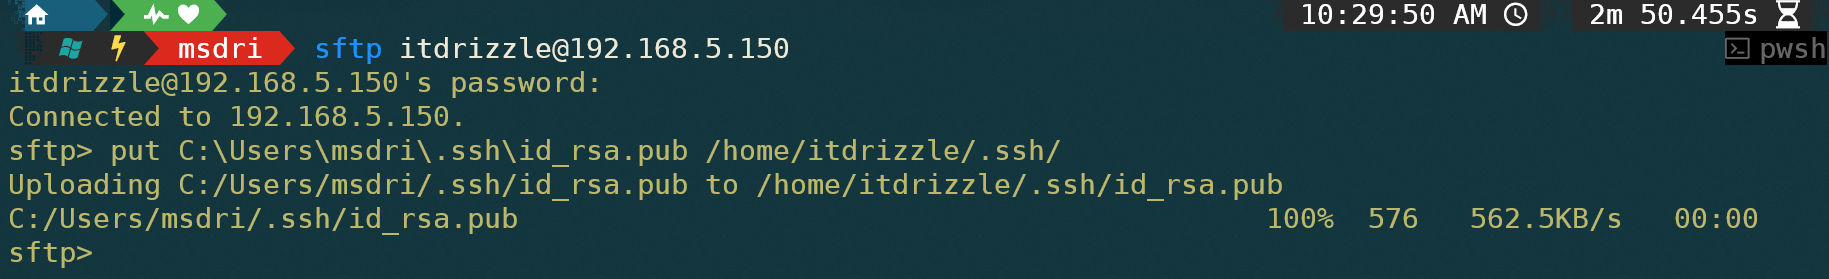 10:29:50 AM 2m 50.455s
msdri sftp itdrizzle@192.168.5.150 pwsh
itdrizzle@192.168.5.150's password:
Connected to 192.168.5.150.
sftp> put C:\Users\msdri\.ssh\id_rsa.pub /home/itdrizzle/.ssh/
Uploading C:/Users/msdri/.ssh/id_rsa.pub to /home/itdrizzle/.ssh/id_rsa.pub
C:/Users/msdri/.ssh/id_rsa.pub 100% 576 562.5KB/s 00:00
sftp>